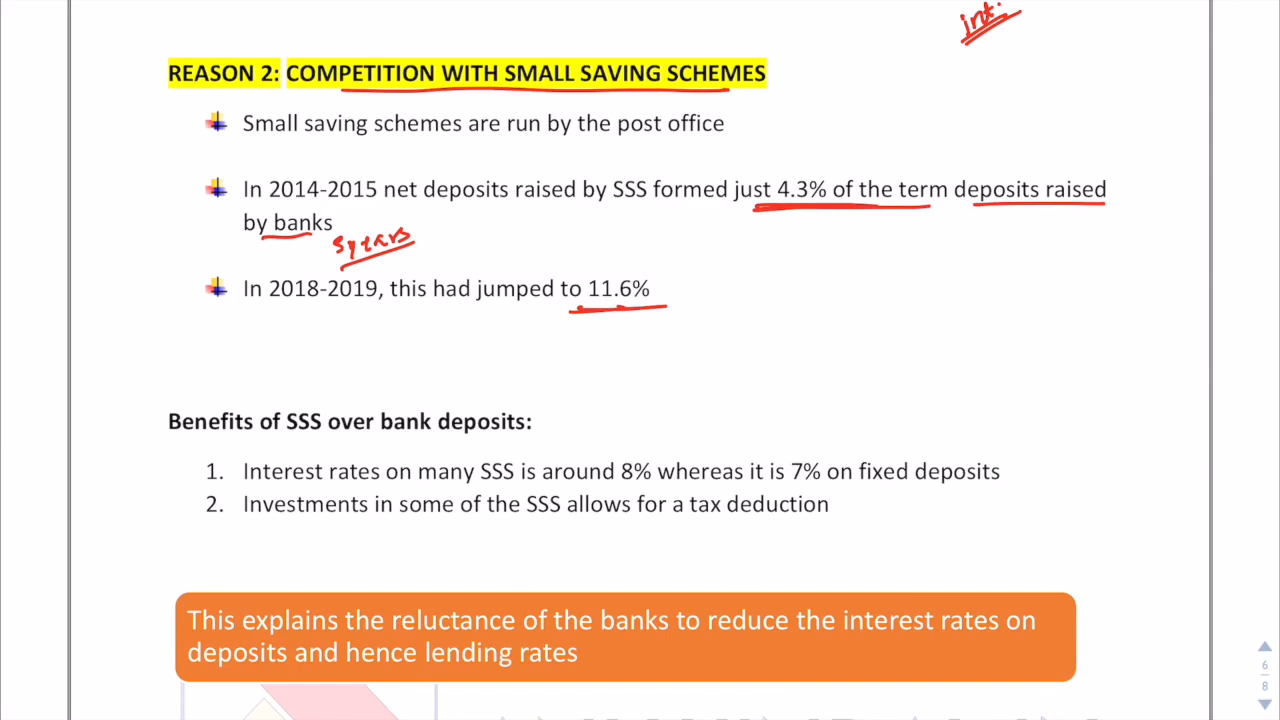 int.
REASON 2: COMPETITION WITH SMALL SAVING SCHEMES
Small saving schemes are run by the post office
In 2014-2015 net deposits raised by SSS formed just 4.3% of the term deposits raised
by banks
5years
In 2018-2019, this had jumped to 11.6%
Benefits of SSS over bank deposits:
1. Interest rates on many SSS is around 8% whereas it is 7% on fixed deposits
2. Investments in some of the SSS allows for a tax deduction
This explains the reluctance of the banks to reduce the interest rates on
deposits and hence lending rates
6
8